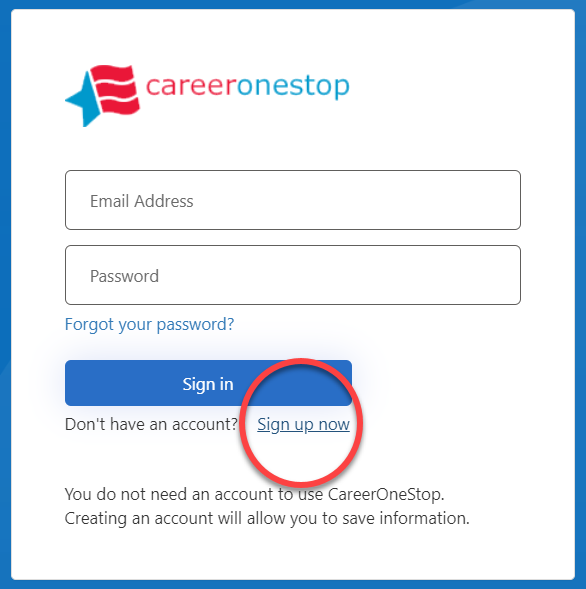 careeronestop
Email Address
Password
Forgot your password?
Sign in
Don't have an account? Sign up now
You do not need an account to use CareerOneStop.
Creating an account will allow you to save information.